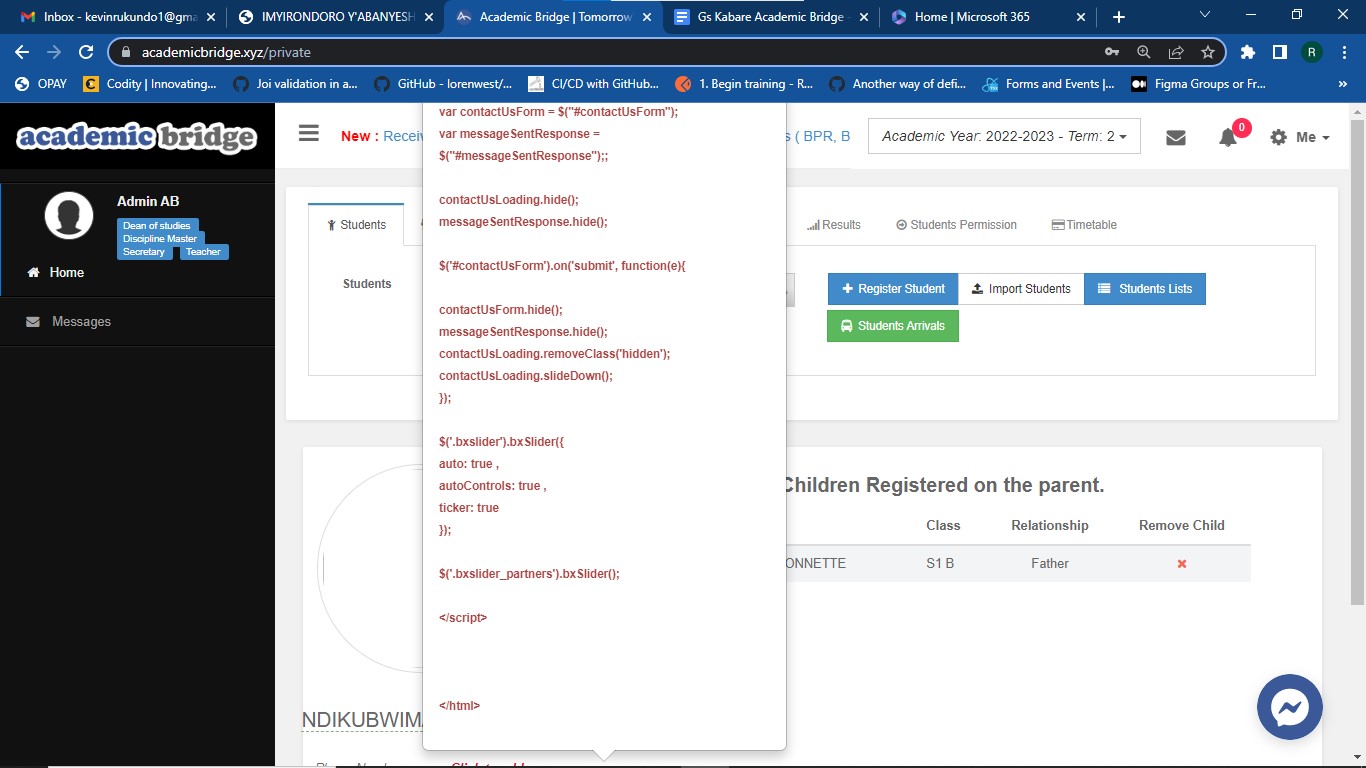 Inbox - kevinrukundo1@gma
IMYIRONDORO Y'ABANYESH
Academic Bridge | Tomorrow
Gs Kabare Academic Bridge -
Home | Microsoft 365
academicbridge.xyz/private
R
OPAY
Codity | Innovating...
Joi validation in a...
GitHub - lorenwest/...
CI/CD with GitHub...
1. Begin training - R...
Another way of defi...
Forms and Events |...
Figma Groups or Fr...
academic bridge
New : Receiv
s ( BPR, B
Academic Year: 2022-2023 - Term: 2
0
Me
Admin AB
Dean of studies
Discipline Master
Secretary
Teacher
Home
Messages
Students
Results
Students Permission
Timetable
Students
Register Student
Import Students
Students Lists
Students Arrivals
var contactUsForm = $("#contactUsForm");
var messageSentResponse =
$("#messageSentResponse");;
contactUsLoading.hide();
messageSentResponse.hide();
$('#contactUsForm').on('submit', function(e){
contactUsForm.hide();
messageSentResponse.hide();
contactUsLoading.removeClass('hidden');
contactUsLoading.slideDown();
});
$('.bxslider').bxSlider({
auto: true ,
autoControls: true ,
ticker: true
});
$('.bxslider_partners').bxSlider();
</script>
</html>
Children Registered on the parent.
Class
Relationship
Remove Child
ONNETTE
S1 B
Father
NDIKUBWIMA